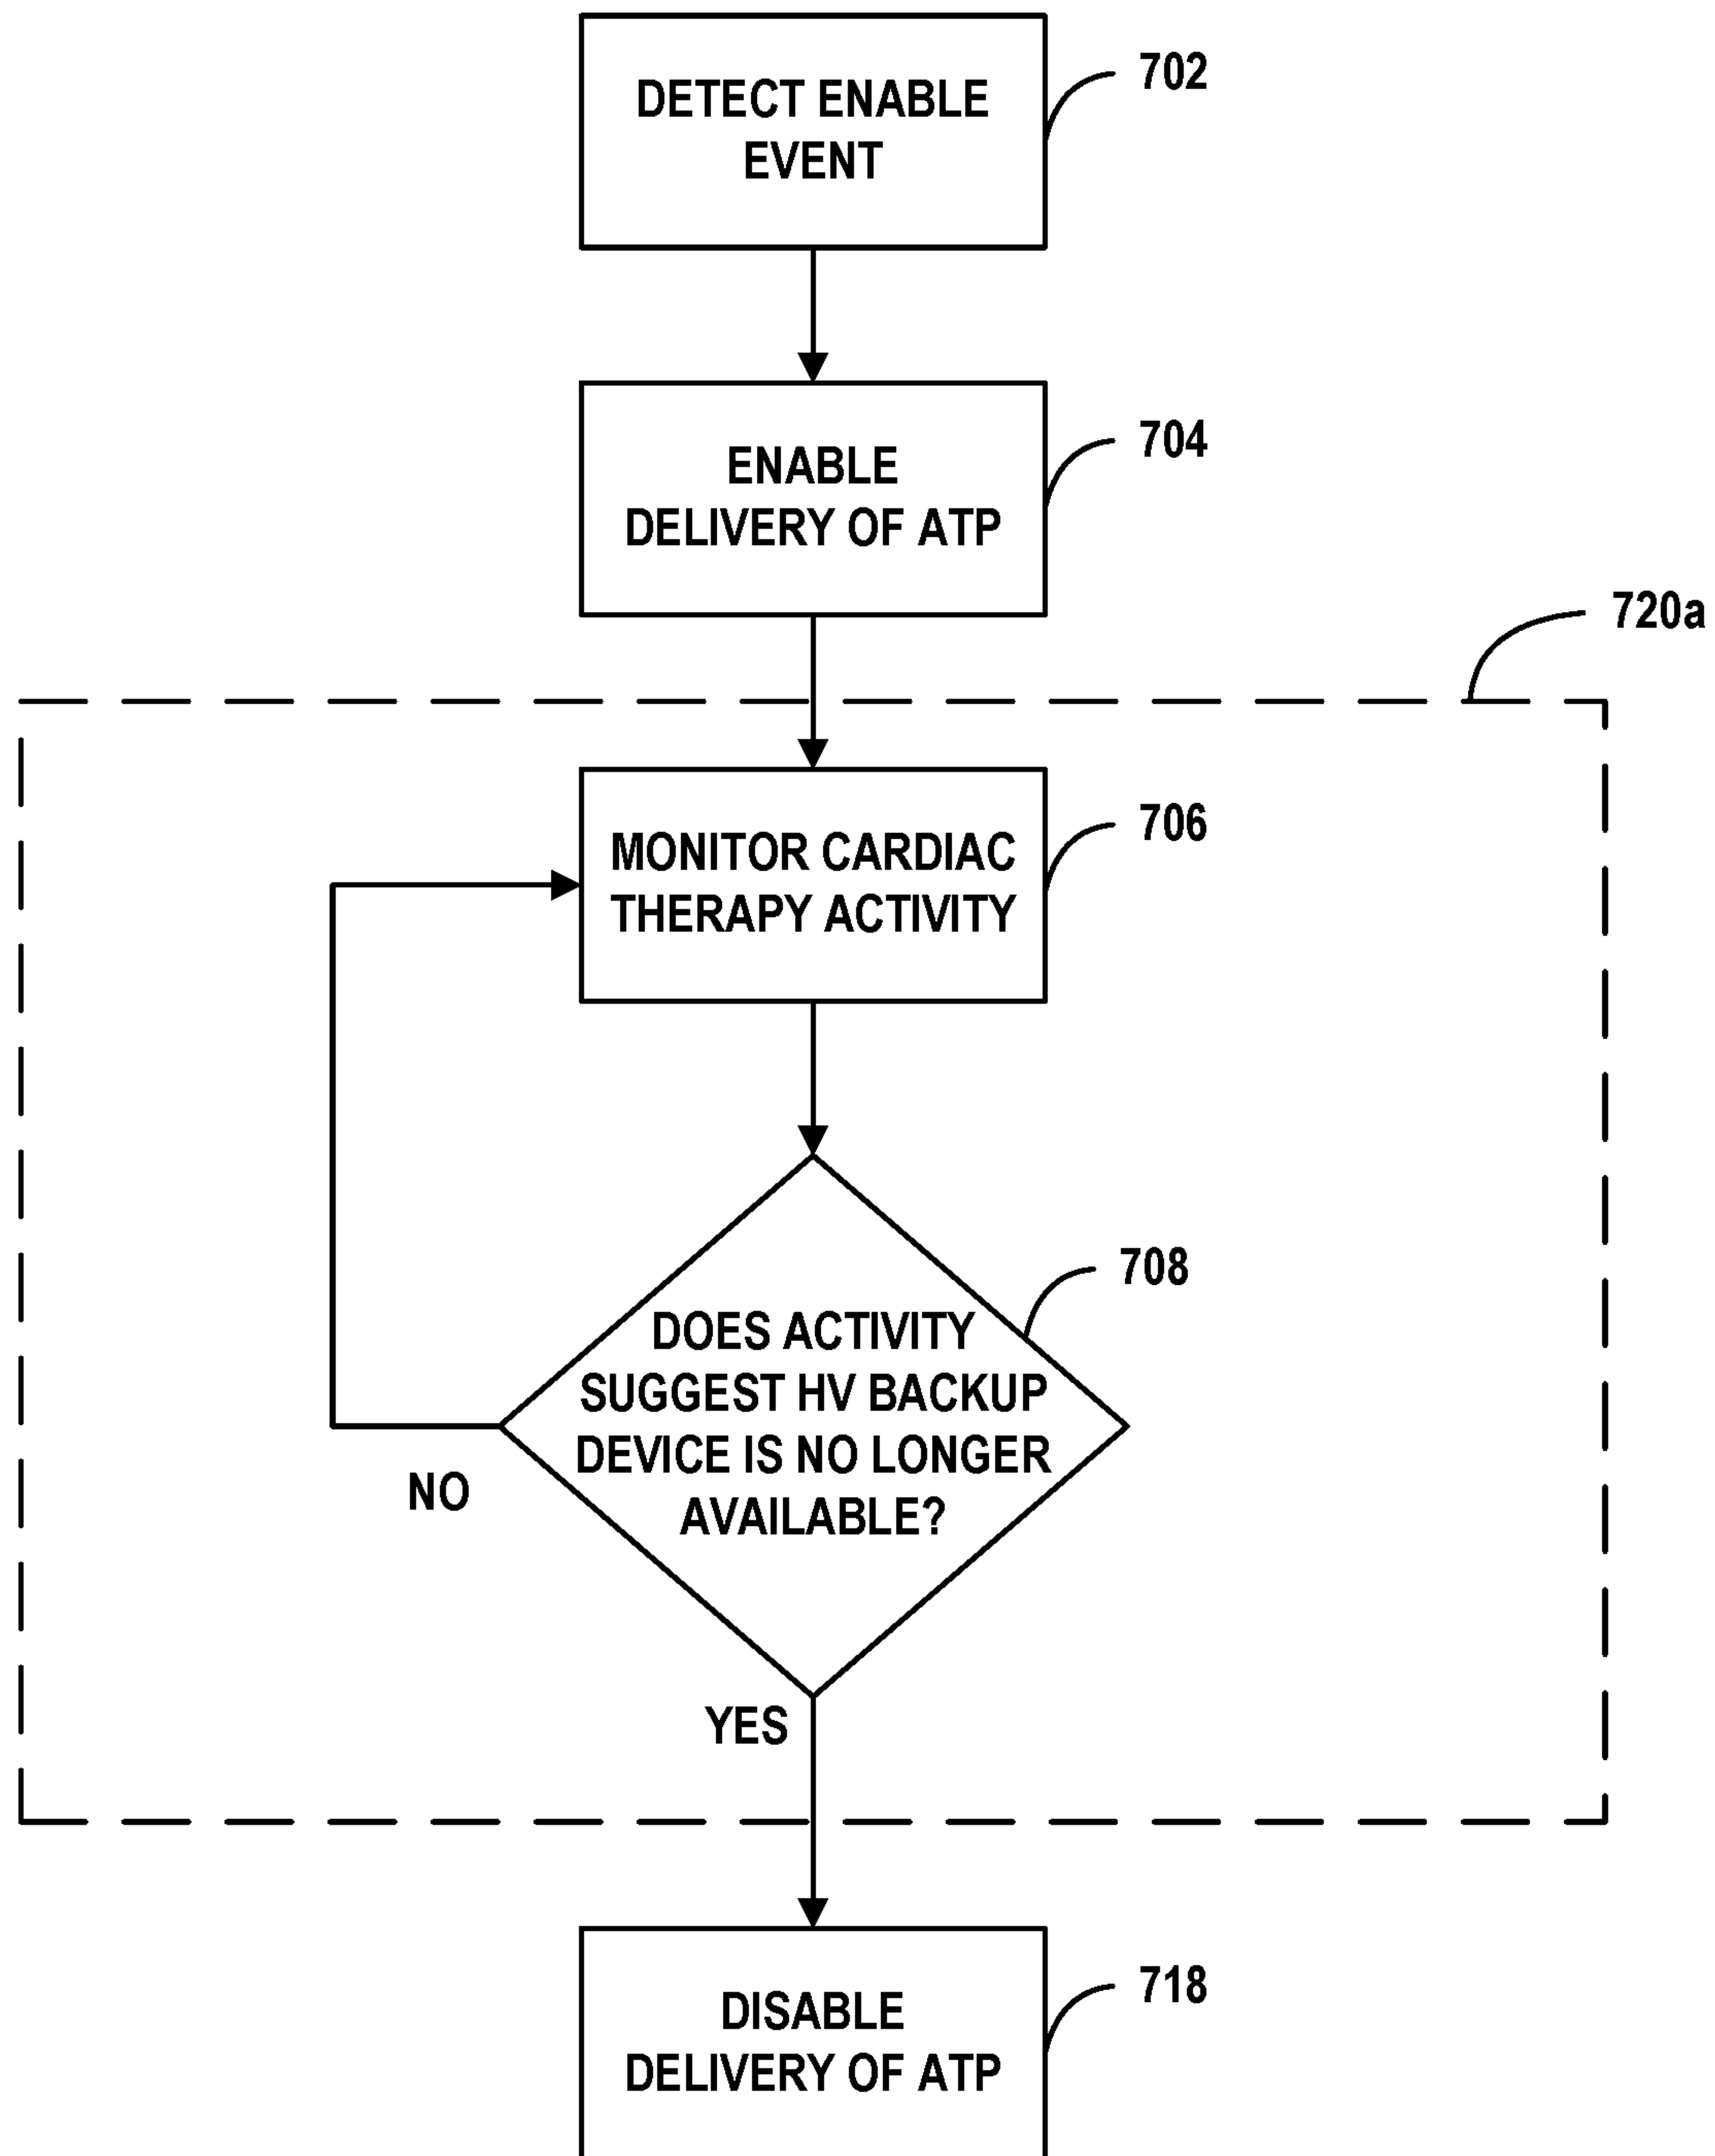 DETECT ENABLE
EVENT
702
ENABLE
DELIVERY OF ATP
704
720a
MONITOR CARDIAC
THERAPY ACTIVITY
706
DOES ACTIVITY
SUGGEST HV BACKUP
DEVICE IS NO LONGER
AVAILABLE?
708
NO
YES
DISABLE
DELIVERY OF ATP
718